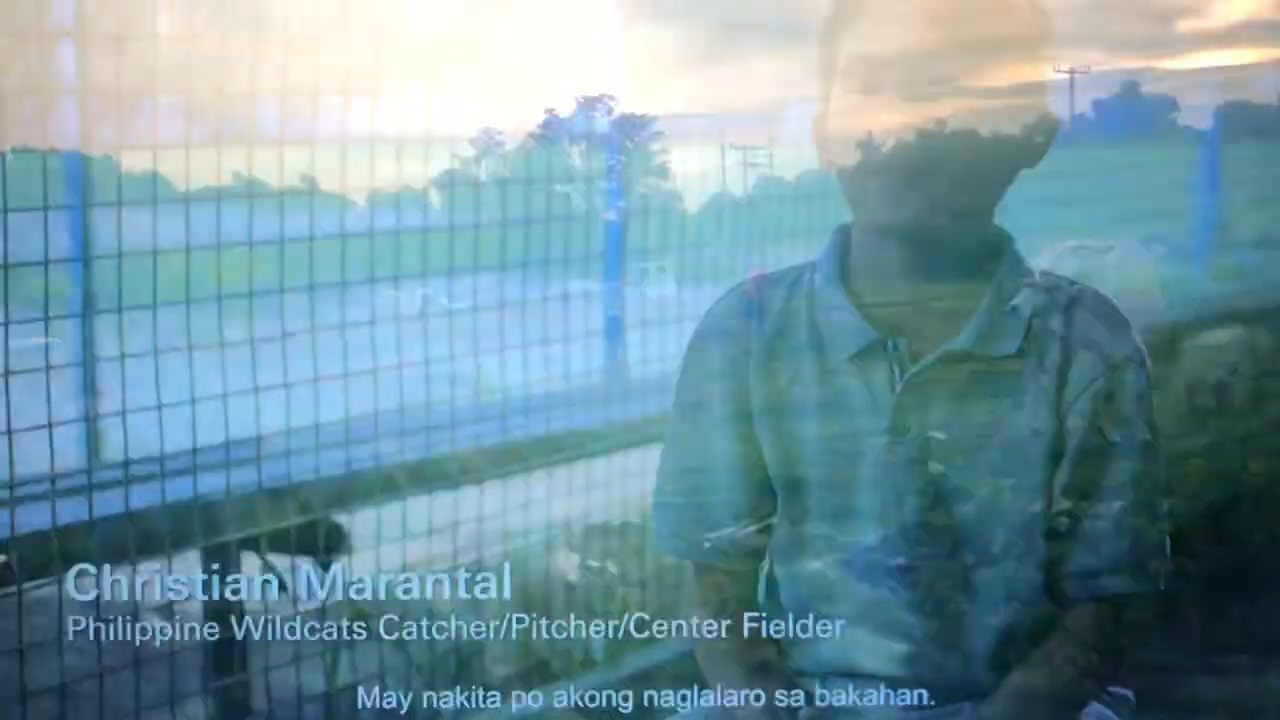 Christian Marantal
Philippine Wildcats Catcher/Pitcher/Center Fielder
May nakita po akong naglalaro sa bakahan.